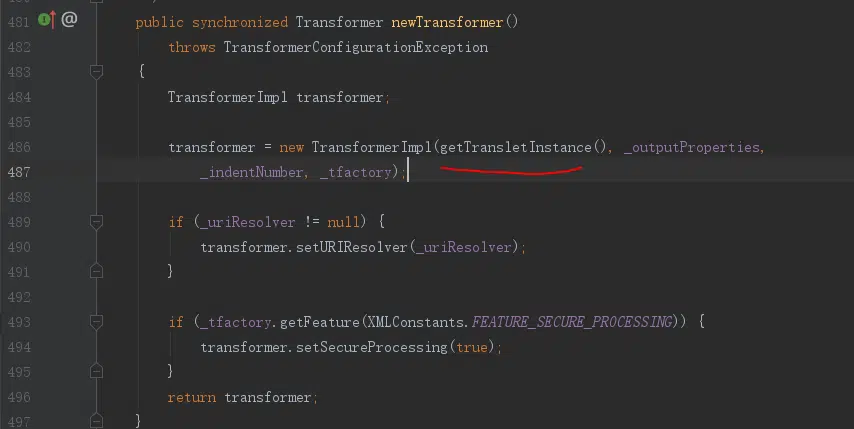 481 @ public synchronized Transformer newTransformer()
482 throws TransformerConfigurationException
483 {
484 TransformerImpl transformer;
485
486 transformer = new TransformerImpl(getTransletInstance(), _outputProperties,
487 _indentNumber, _tfactory);
488
489 if (_uriResolver != null) {
490 transformer.setURIResolver(_uriResolver);
491 }
492
493 if (_tfactory.getFeature(XMLConstants.FEATURE_SECURE_PROCESSING)) {
494 transformer.setSecureProcessing(true);
495 }
496 return transformer;
497 }